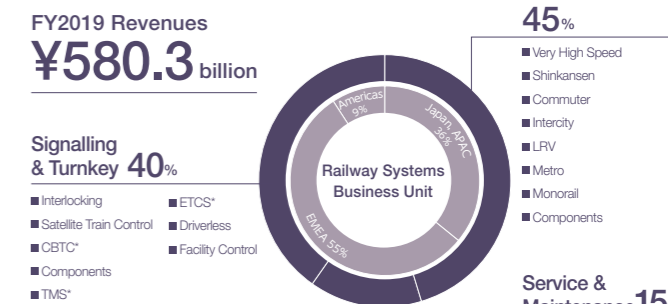 FY2019 Revenues
¥580.3 billion
Signalling
& Turnkey 40%
■ Interlocking
■ Satellite Train Control
■ CBTC*
■ Components
■ TMS*
■ ETCS*
■ Driverless
■ Facility Control
Americas
9%
Japan, APAC
36%
EMEA 55%
Railway Systems
Business Unit
45%
■ Very High Speed
■ Shinkansen
■ Commuter
■ Intercity
■ LRV
■ Metro
■ Monorail
■ Components
Service &
Maintenance 15